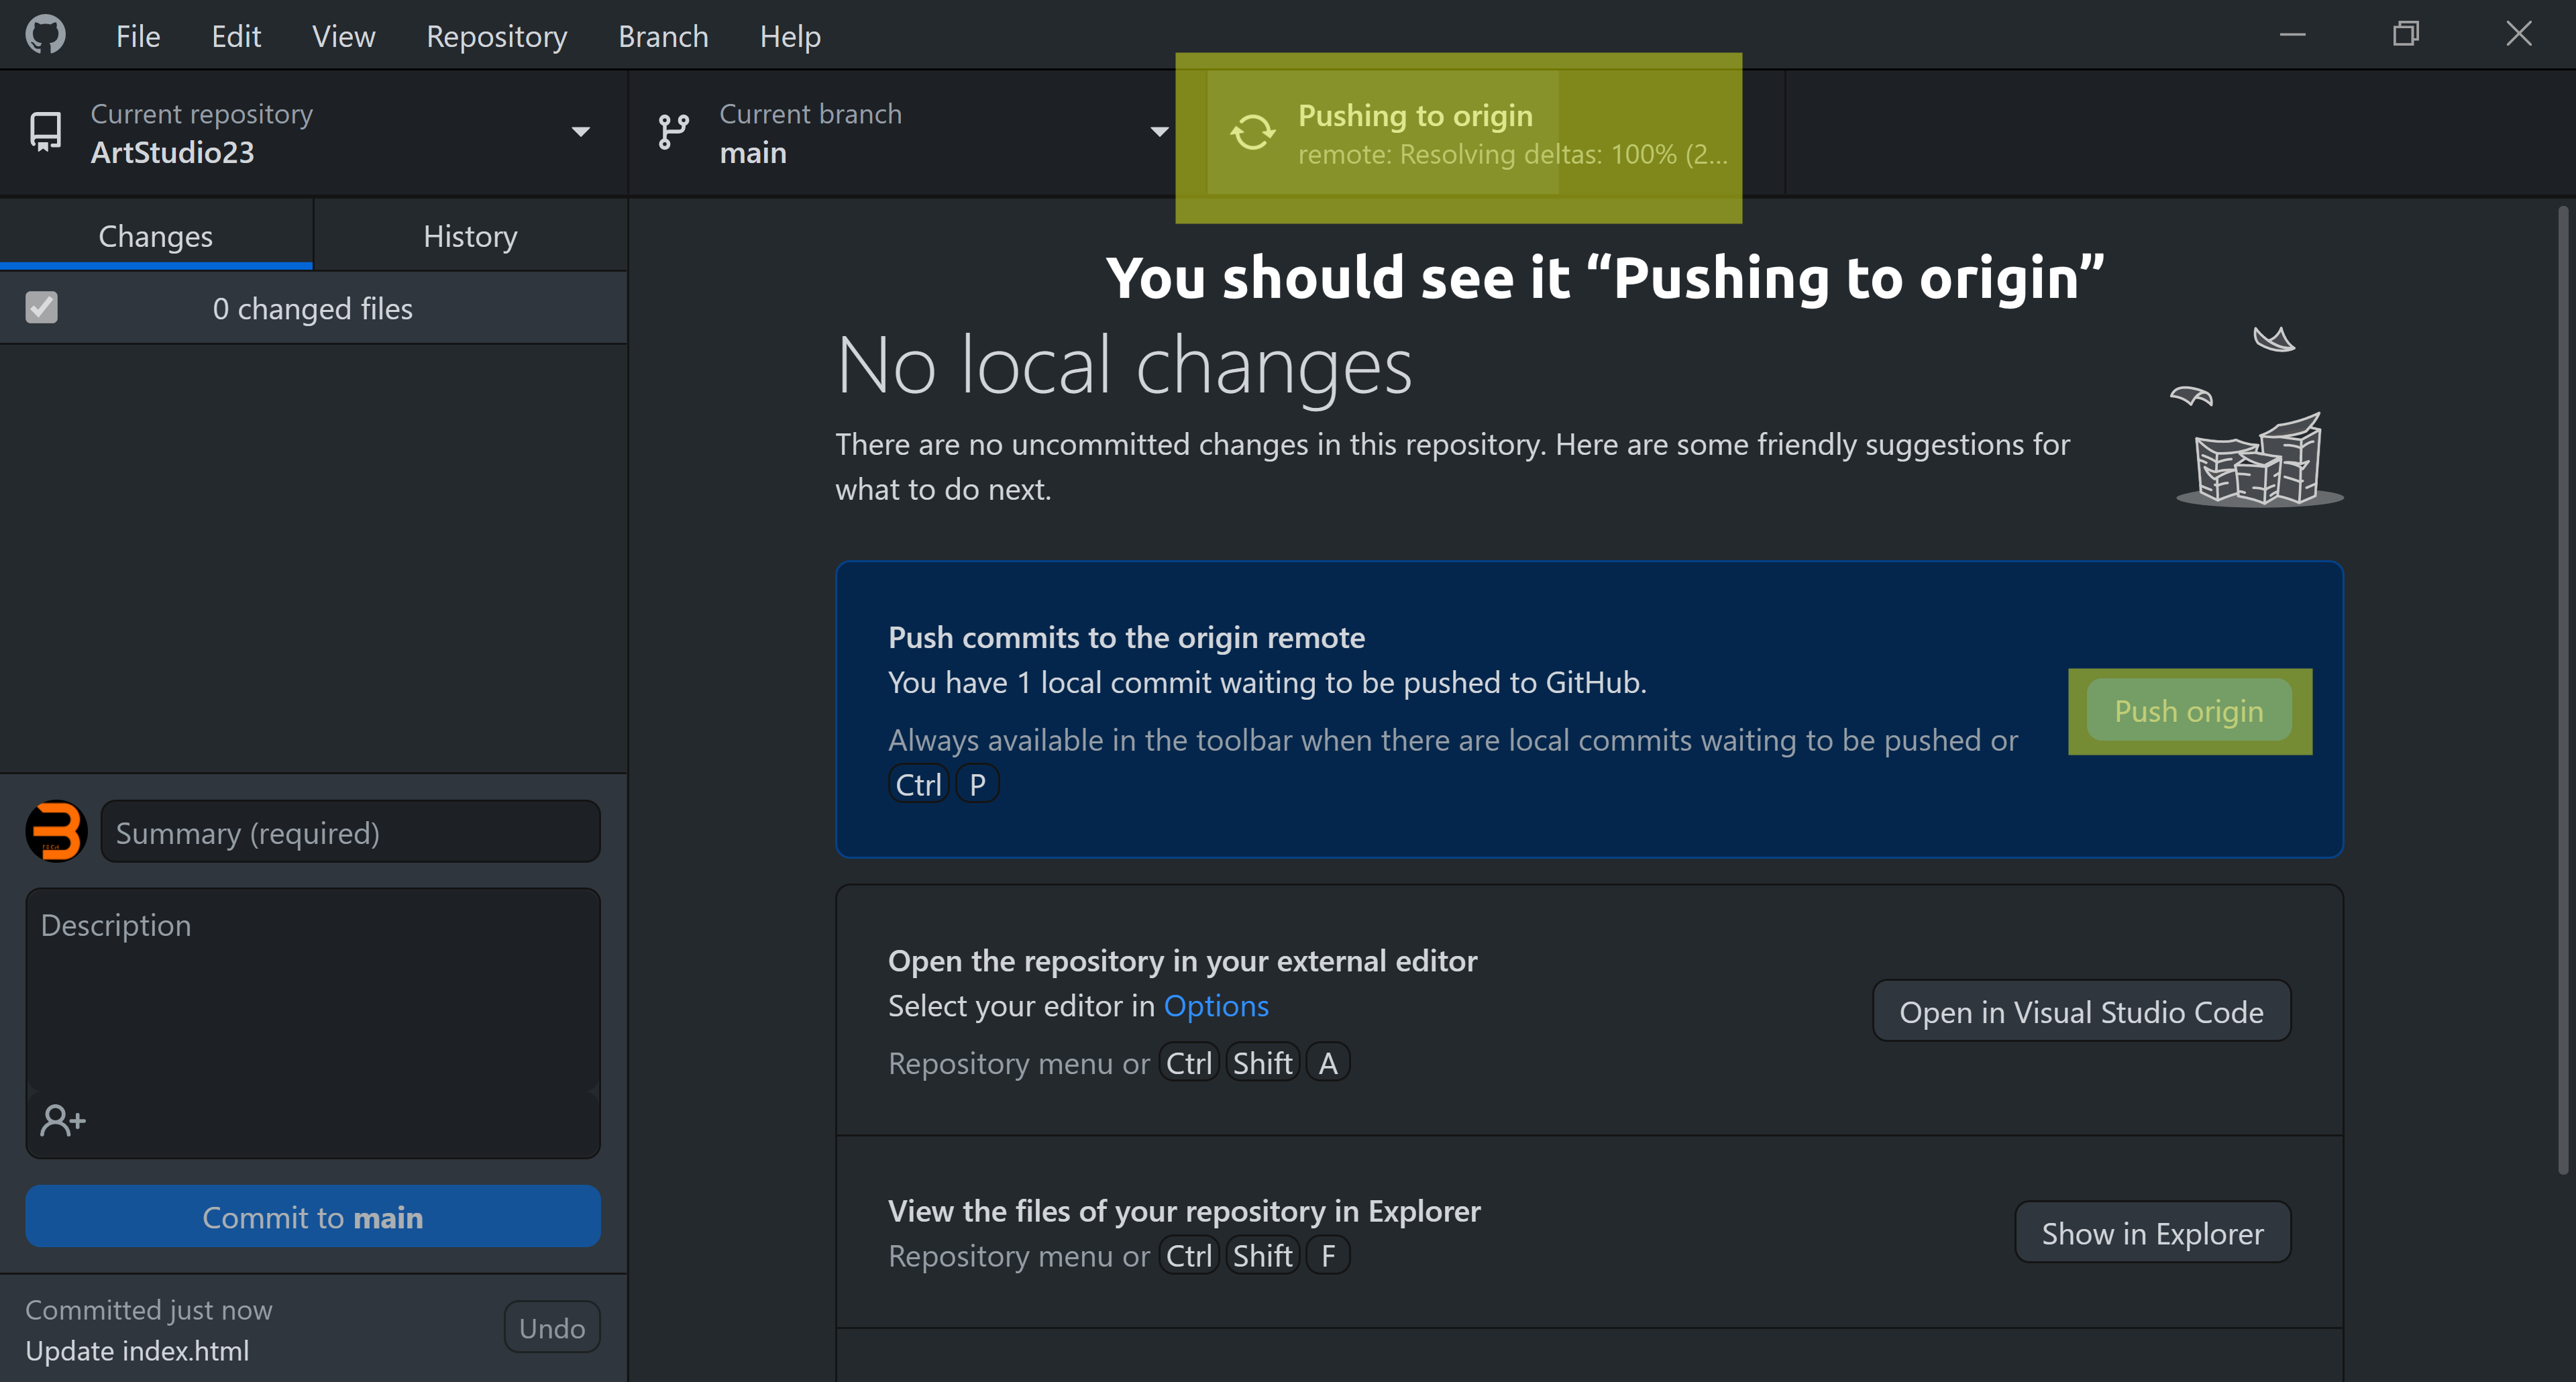 File Edit View Repository Branch Help
Current repository
ArtStudio23
Current branch
main
Pushing to origin
remote: Resolving deltas: 100% (2...
Changes History
0 changed files
You should see it “Pushing to origin”
No local changes
There are no uncommitted changes in this repository. Here are some friendly suggestions for
what to do next.
Push commits to the origin remote
You have 1 local commit waiting to be pushed to GitHub.
Always available in the toolbar when there are local commits waiting to be pushed or
Ctrl P
Push origin
Open the repository in your external editor
Select your editor in Options
Repository menu or Ctrl Shift A
Open in Visual Studio Code
View the files of your repository in Explorer
Repository menu or Ctrl Shift F
Show in Explorer
Summary (required)
Description
Commit to main
Committed just now
Update index.html
Undo